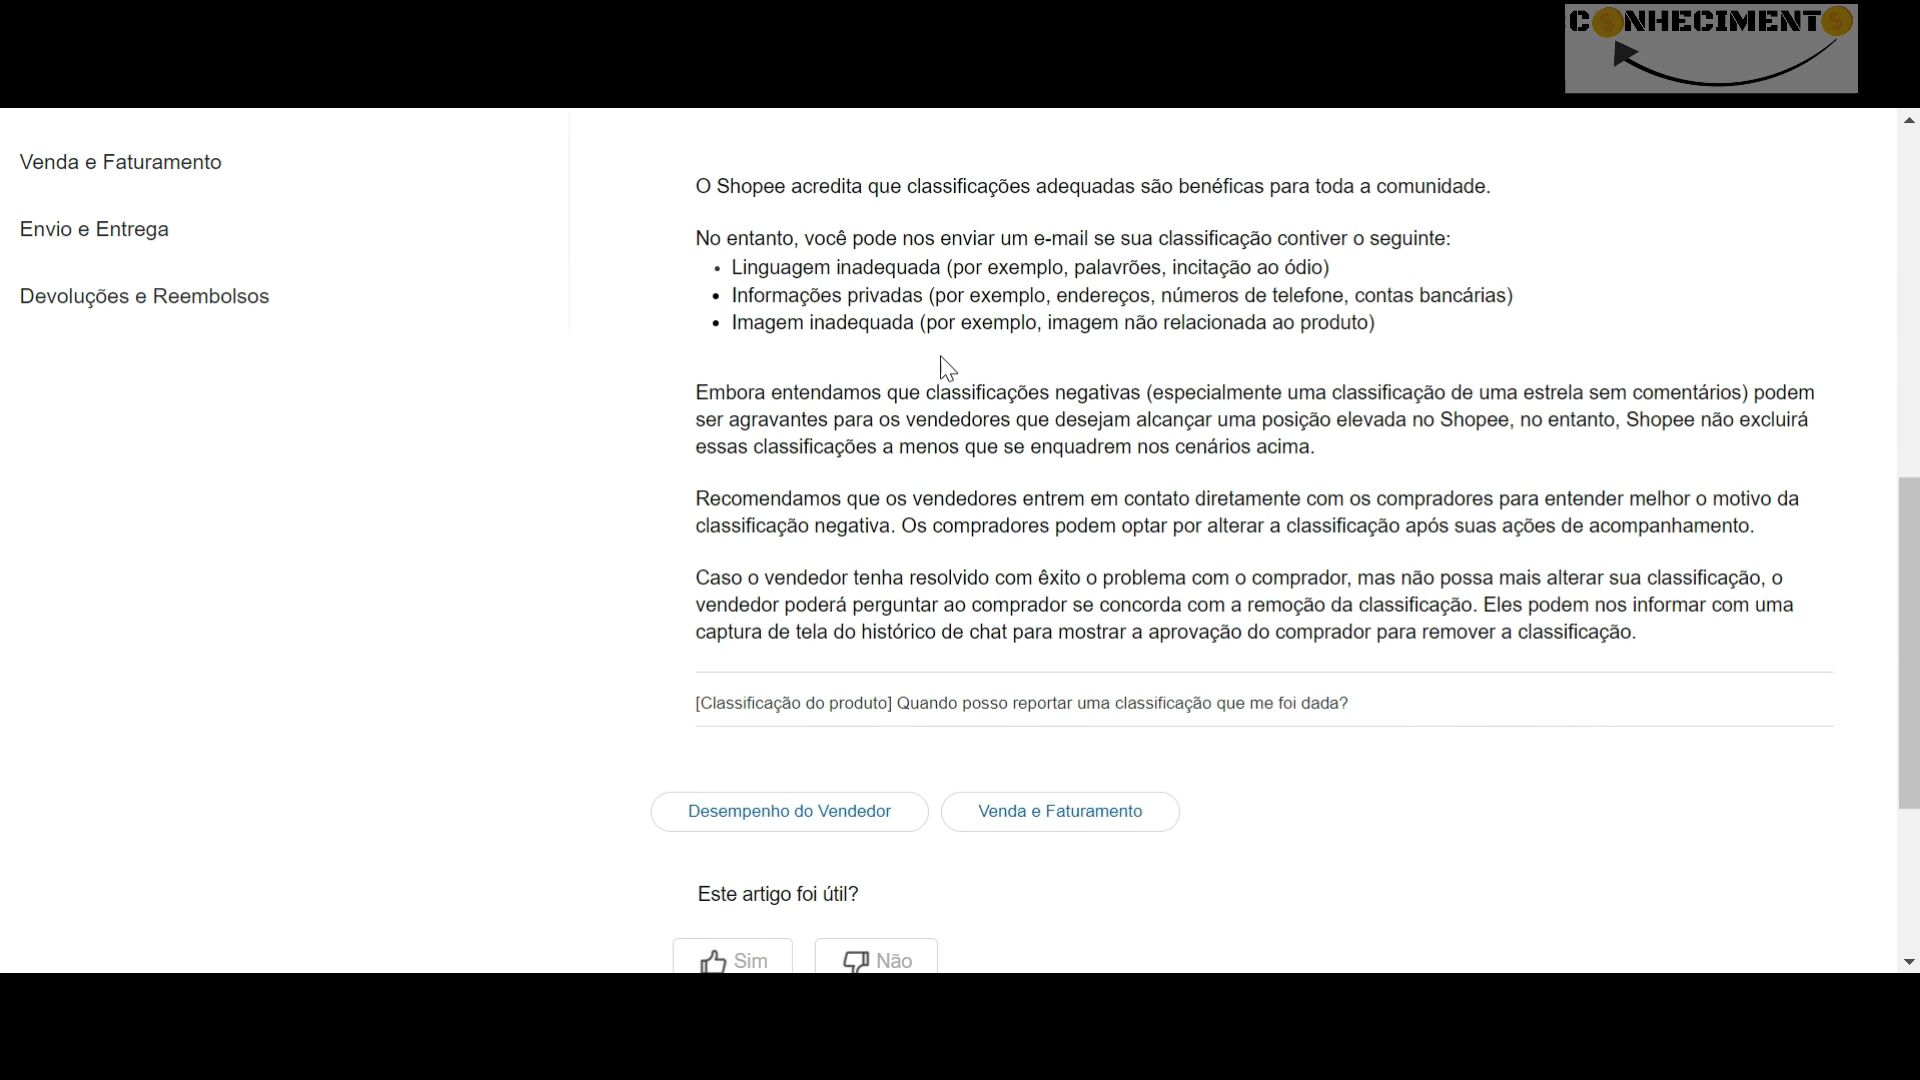 CONHECIMENTO
Venda e Faturamento
Envio e Entrega
Devoluções e Reembolsos
O Shopee acredita que classificações adequadas são benéficas para toda a comunidade.
No entanto, você pode nos enviar um e-mail se sua classificação contiver o seguinte:
• Linguagem inadequada (por exemplo, palavrões, incitação ao ódio)
• Informações privadas (por exemplo, endereços, números de telefone, contas bancárias)
• Imagem inadequada (por exemplo, imagem não relacionada ao produto)
Embora entendamos que classificações negativas (especialmente uma classificação de uma estrela sem comentários) podem
ser agravantes para os vendedores que desejam alcançar uma posição elevada no Shopee, no entanto, Shopee não excluirá
essas classificações a menos que se enquadrem nos cenários acima.
Recomendamos que os vendedores entrem em contato diretamente com os compradores para entender melhor o motivo da
classificação negativa. Os compradores podem optar por alterar a classificação após suas ações de acompanhamento.
Caso o vendedor tenha resolvido com êxito o problema com o comprador, mas não possa mais alterar sua classificação, o
vendedor poderá perguntar ao comprador se concorda com a remoção da classificação. Eles podem nos informar com uma
captura de tela do histórico de chat para mostrar a aprovação do comprador para remover a classificação.
[Classificação do produto] Quando posso reportar uma classificação que me foi dada?
Desempenho do Vendedor
Venda e Faturamento
Este artigo foi útil?
Sim
Não